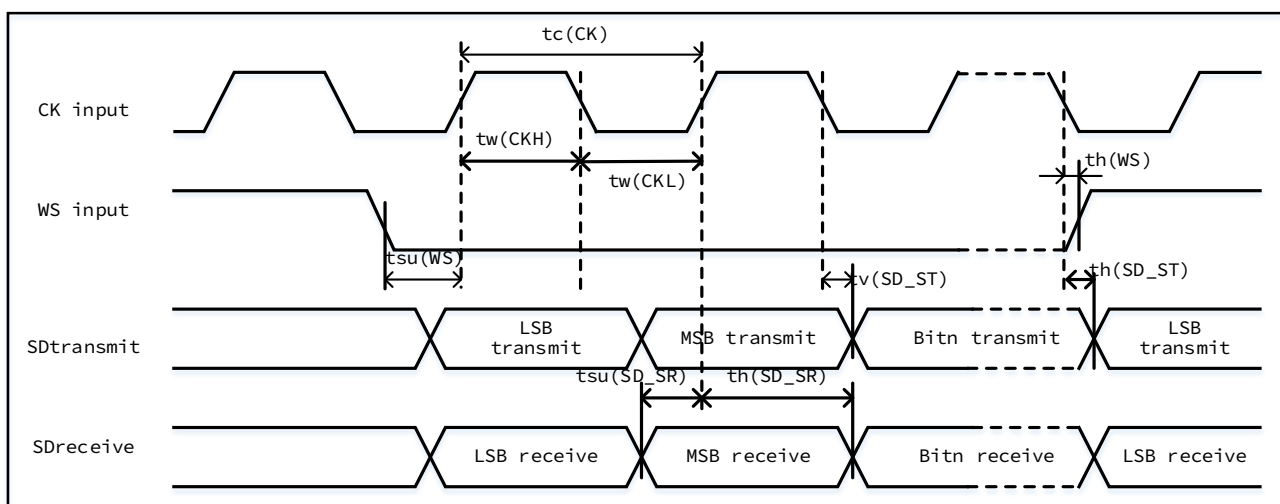 tc(CK)
CK input
tw(CKH)
tw(CKL)
th(WS)
WS input
tsu(WS)
tv(SD_ST)
th(SD_ST)
SDtransmit
LSB
transmit
MSB transmit
Bitn transmit
LSB
transmit
tsu(SD_SR)
th(SD_SR)
SDreceive
LSB receive
MSB receive
Bitn receive
LSB receive